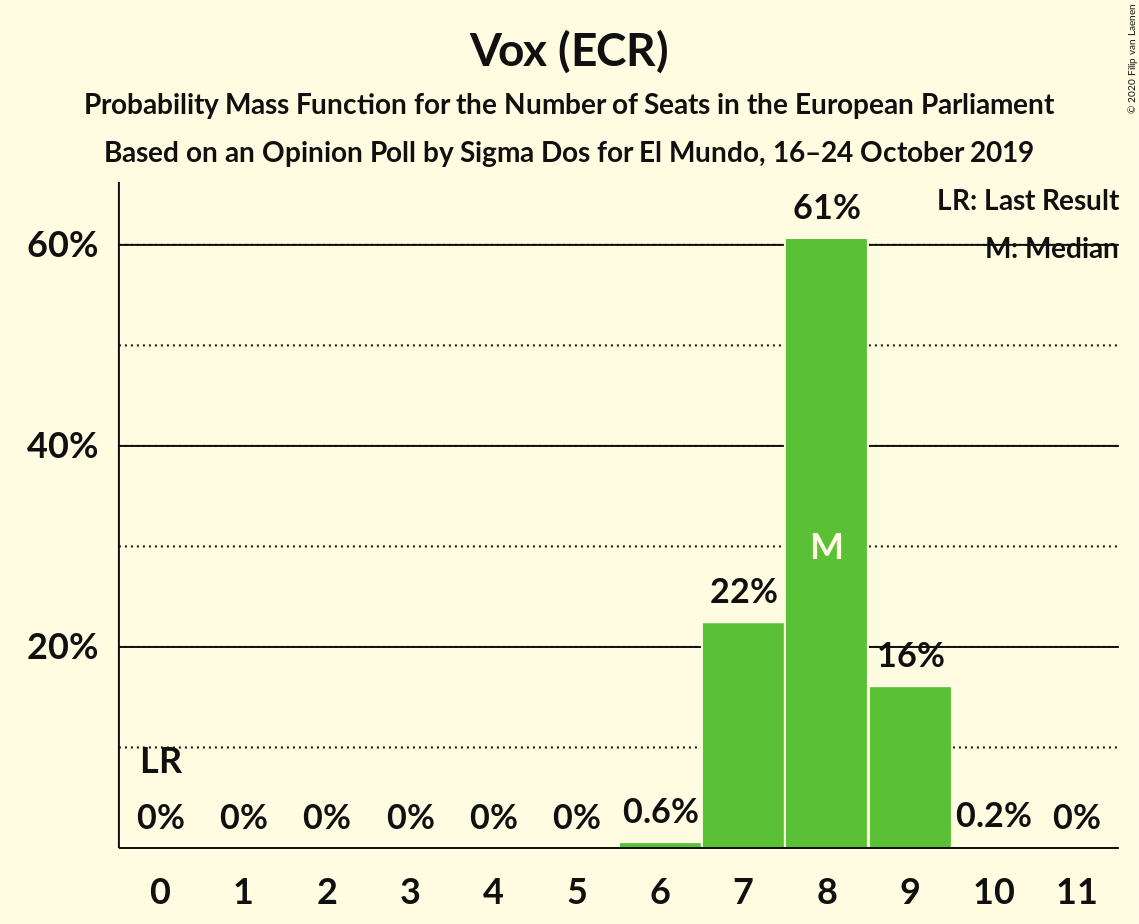 Vox (ECR)
Probability Mass Function for the Number of Seats in the European Parliament
Based on an Opinion Poll by Sigma Dos for El Mundo, 16–24 October 2019
© 2020 Filip van Laenen
LR: Last Result
M: Median
60%
40%
20%
61%
M
22%
16%
LR
0% 0% 0% 0% 0% 0% 0.6% 0.2% 0%
0 1 2 3 4 5 6 7 8 9 10 11